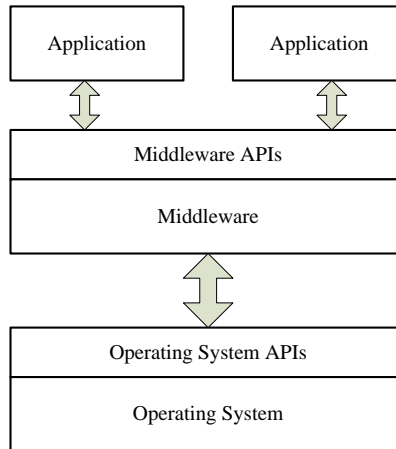 Application
Application
Middleware APIs
Middleware
Operating System APIs
Operating System